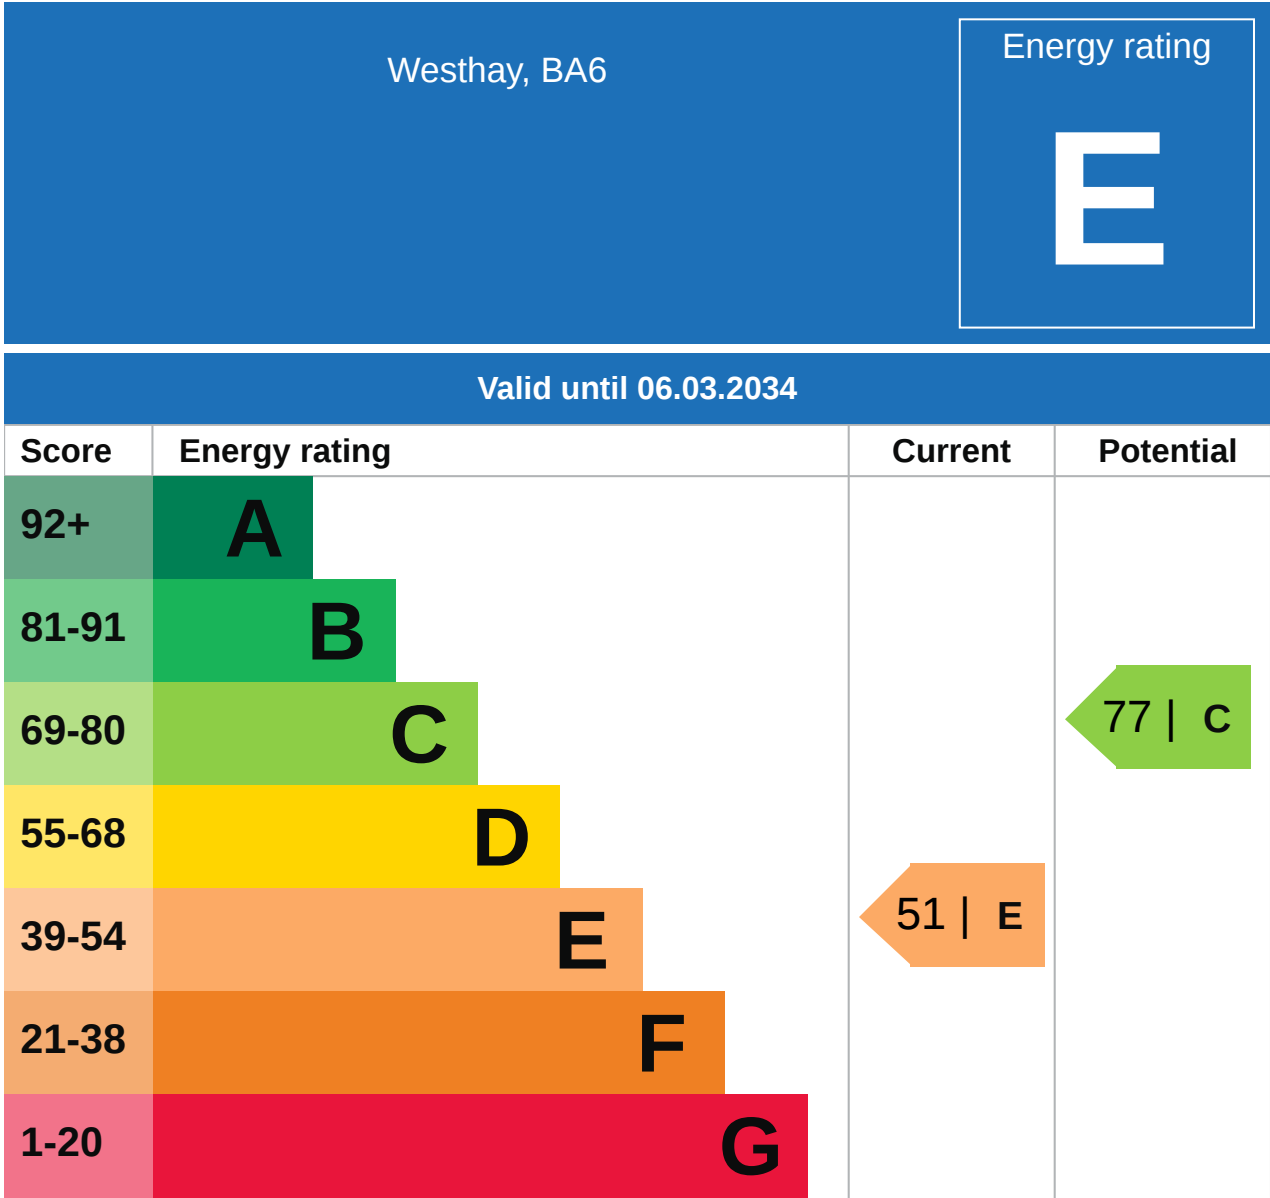 Westhay, BA6
Energy rating
E
Valid until 06.03.2034
Score Energy rating Current Potential
92+ A
81-91 B
69-80 C
77 | C
55-68 D
39-54 E
51 | E
21-38 F
1-20 G